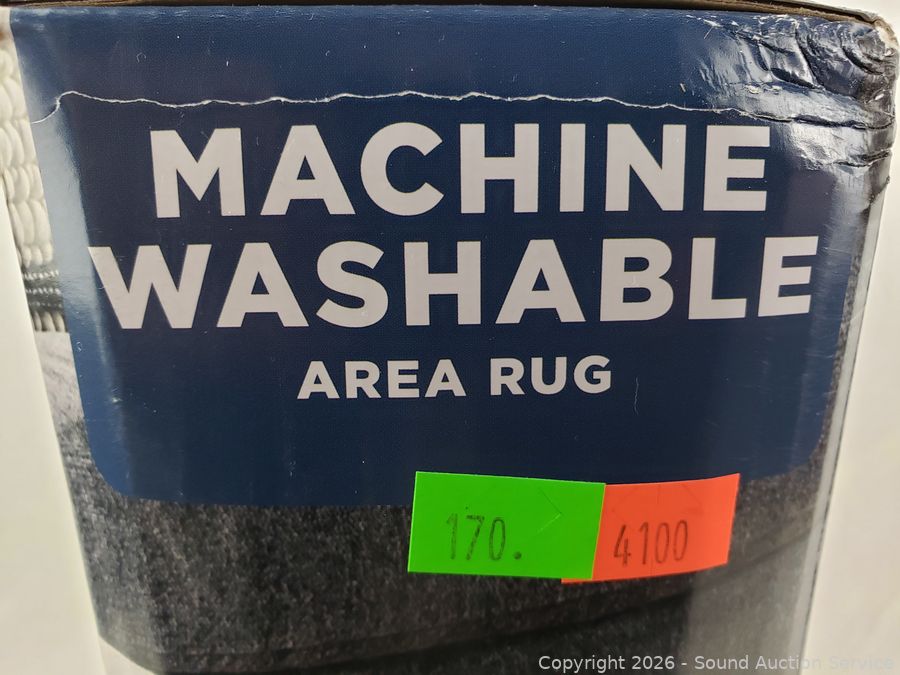 MACHINE
WASHABLE
AREA RUG
170.
4100
Copyright 2026 - Sound Auction Service